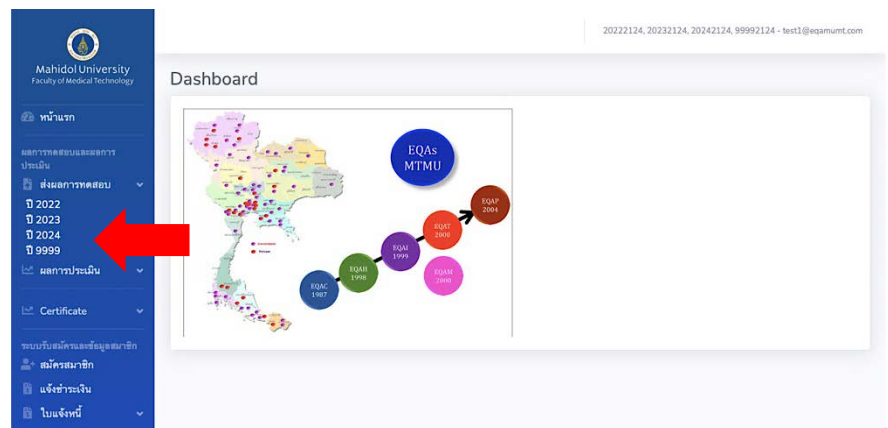 20222124, 20232124, 20242124, 99992124 - test1@eqamumt.com
Mahidol University
Faculty of Medical Technology
Dashboard
หน้าแรก
ผลการทดสอบและผลการ
ประเมิน
ส่งผลการทดสอบ
ปี 2022
ปี 2023
ปี 2024
ปี 9999
ผลการประเมิน
Certificate
ระบบรับสมัครและข้อมูลสมาชิก
สมัครสมาชิก
แจ้งชำระเงิน
ใบแจ้งหนี้
EQAs
MTMU
EQAP
2004
EQAT
2000
EQAI
1999
EQAM
2000
EQAH
1998
EQAC
1987